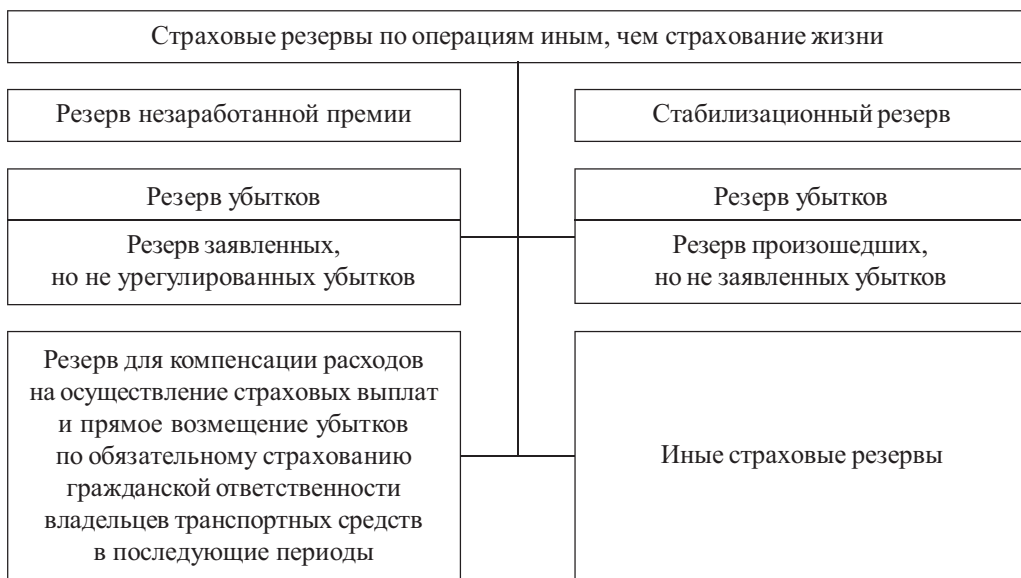 Страховые резервы по операциям иным, чем страхование жизни
Резерв незаработанной премии
Стабилизационный резерв
Резерв убытков
Резерв убытков
Резерв заявленных,
но не урегулированных убытков
Резерв произошедших,
но не заявленных убытков
Резерв для компенсации расходов
на осуществление страховых выплат
и прямое возмещение убытков
по обязательному страхованию
гражданской ответственности
владельцев транспортных средств
в последующие периоды
Иные страховые резервы